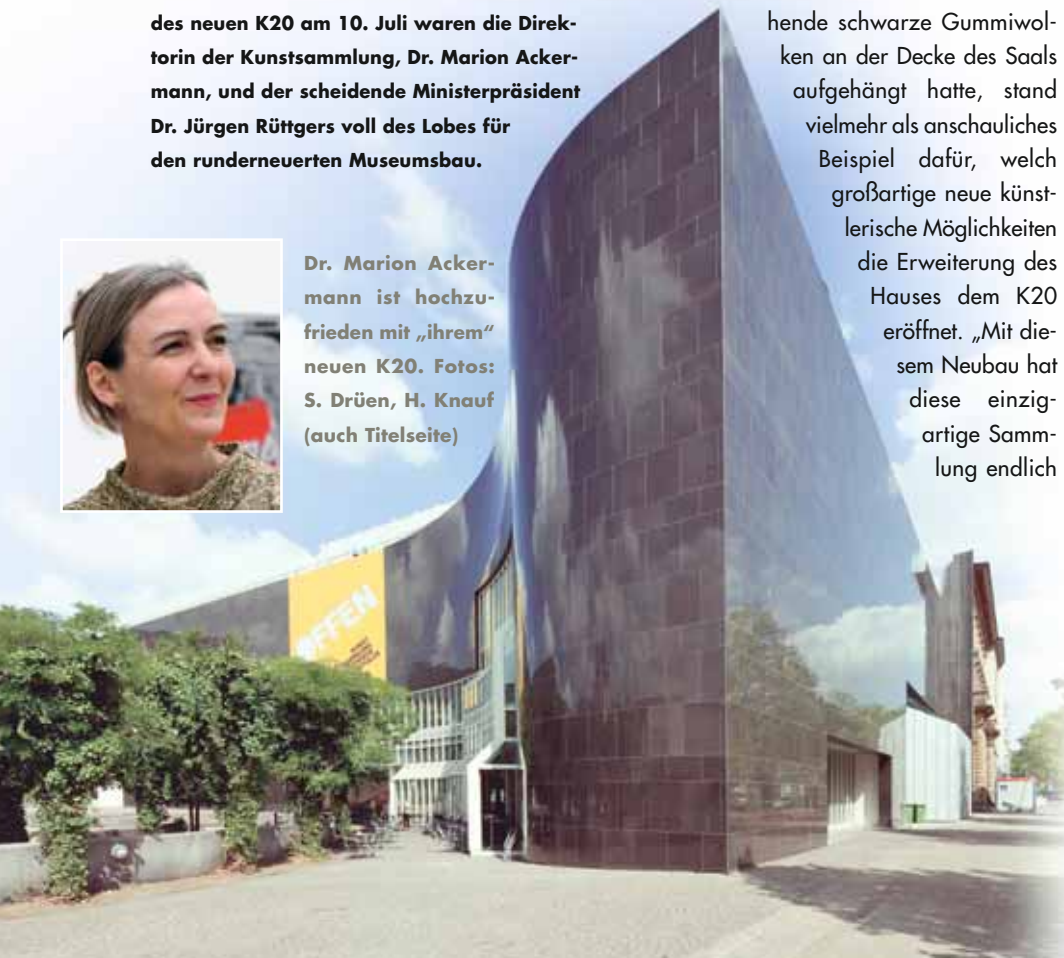 des neuen K20 am 10. Juli waren die Direk-
torin der Kunstsammlung, Dr. Marion Acker-
mann, und der scheidende Ministerpräsident
Dr. Jürgen Rüttgers voll des Lobes für
den runderneuerten Museumsbau.
Dr. Marion Acker-
mann ist hochzu-
frieden mit „ihrem“
neuen K20. Fotos:
S. Drüen, H. Knauf
(auch Titelseite)
hende schwarze Gummiwol-
ken an der Decke des Saals
aufgehängt hatte, stand
vielmehr als anschauliches
Beispiel dafür, welch
großartige neue künst-
lerische Möglichkeiten
die Erweiterung des
Hauses dem K20
eröffnet. „Mit die-
sem Neubau hat
diese einzig-
artige Samm-
lung endlich
OFFEN